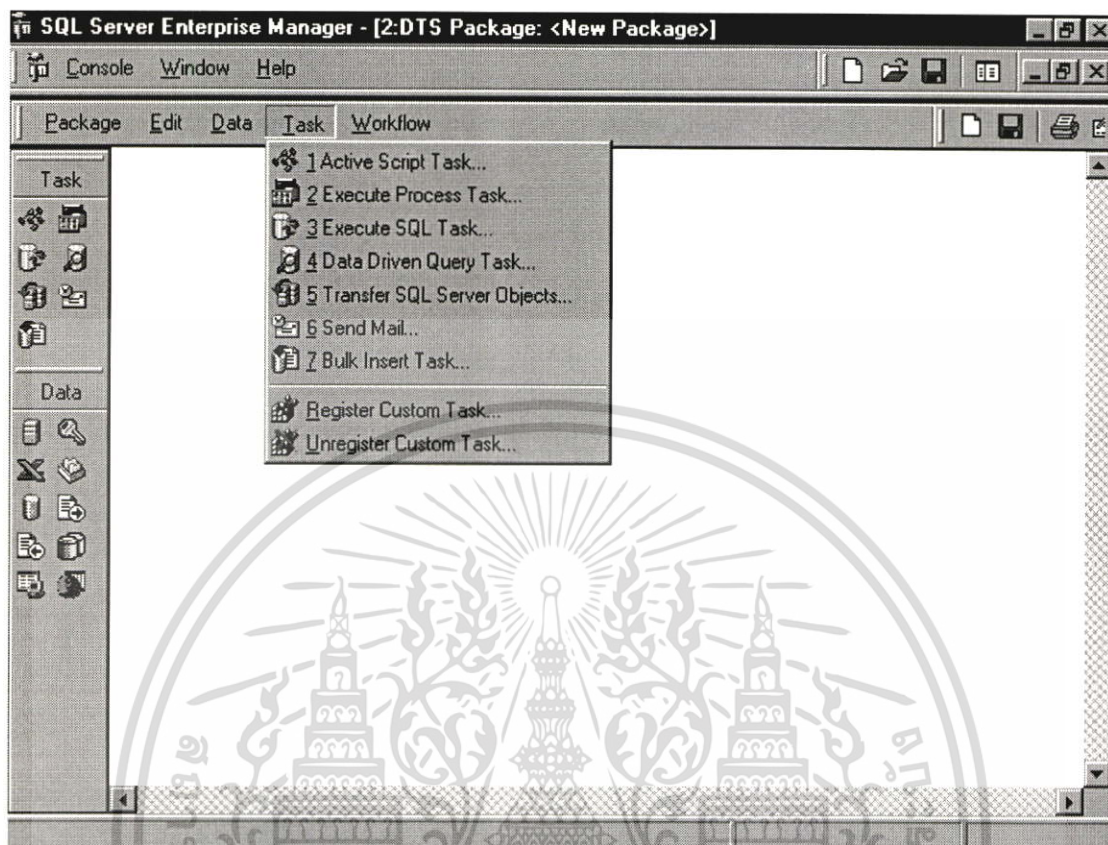 SQL Server Enterprise Manager - [2:DTS Package: <New Package>]
Console Window Help
Package Edit Data Task Workflow
Task
1 Active Script Task...
2 Execute Process Task...
3 Execute SQL Task...
4 Data Driven Query Task...
5 Transfer SQL Server Objects...
6 Send Mail...
7 Bulk Insert Task...
Register Custom Task...
Unregister Custom Task...
Data